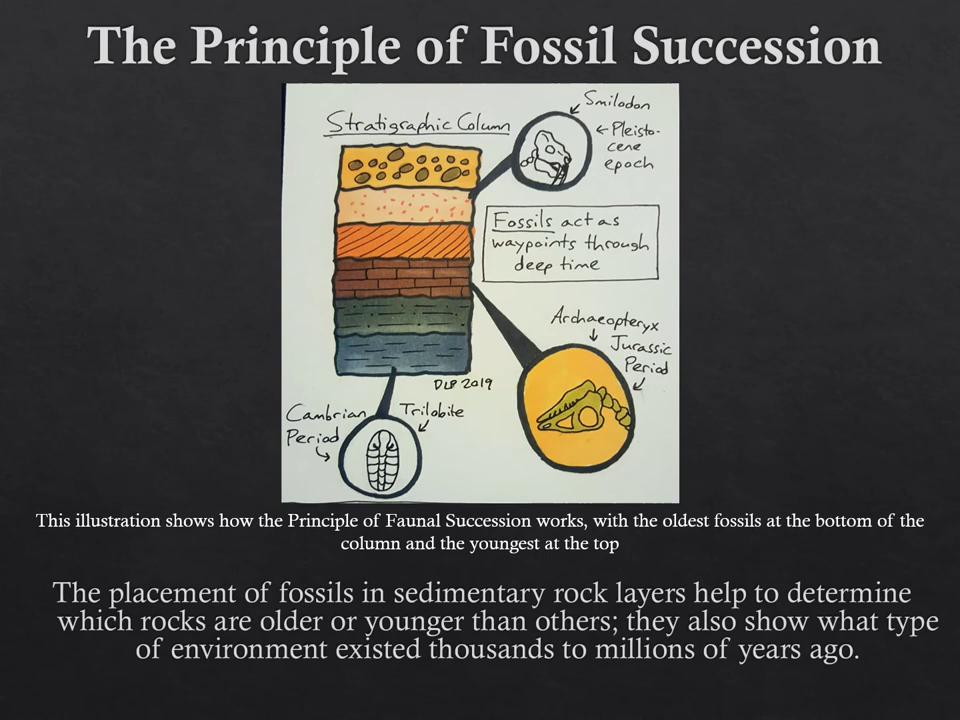 The Principle of Fossil Succession
Stratigraphic Column
Smilodon
Pleisto-
cene
epoch
Fossils act as
waypoints through
deep time
Archaeopteryx
Jurassic
Period
DLP 2019
Cambrian
Period
Trilobite
This illustration shows how the Principle of Faunal Succession works, with the oldest fossils at the bottom of the
column and the youngest at the top
The placement of fossils in sedimentary rock layers help to determine
which rocks are older or younger than others; they also show what type
of environment existed thousands to millions of years ago.